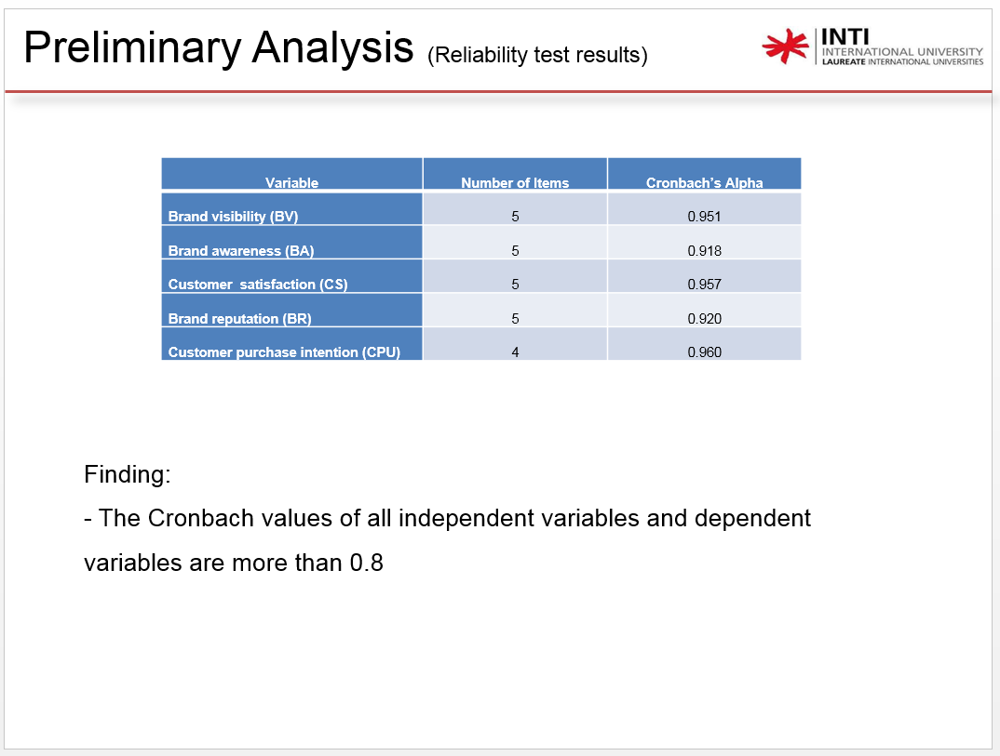 Preliminary Analysis (Reliability test results)
INTI
INTERNATIONAL UNIVERSITY
LAUREATE INTERNATIONAL UNIVERSITIES
Variable Number of Items Cronbach’s Alpha
Brand visibility (BV) 5 0.951
Brand awareness (BA) 5 0.918
Customer  satisfaction (CS) 5 0.957
Brand reputation (BR) 5 0.920
Customer purchase intention (CPU) 4 0.960
Finding:
- The Cronbach values of all independent variables and dependent
variables are more than 0.8